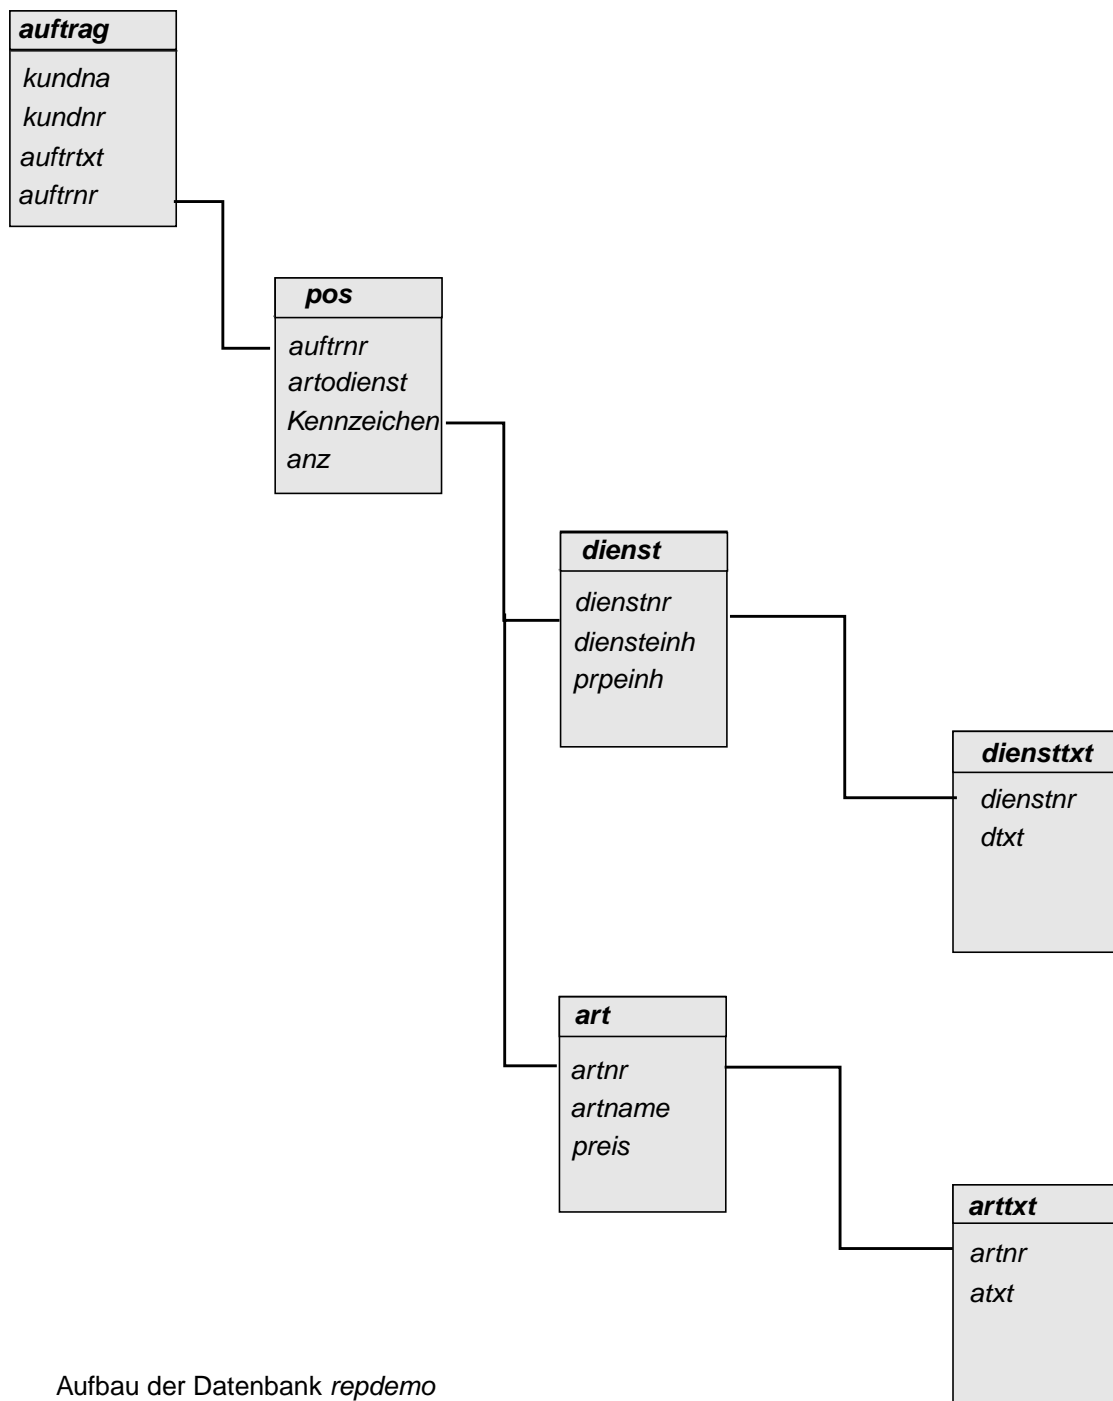 auftrag
kundna
kundnr
auftrtxt
auftrnr
pos
auftrnr
artodienst
Kennzeichen
anz
dienst
dienstnr
diensteinh
prpeinh
diensttxt
dienstnr
dtxt
art
artnr
artname
preis
arttxt
artnr
atxt
Aufbau der Datenbank repdemo